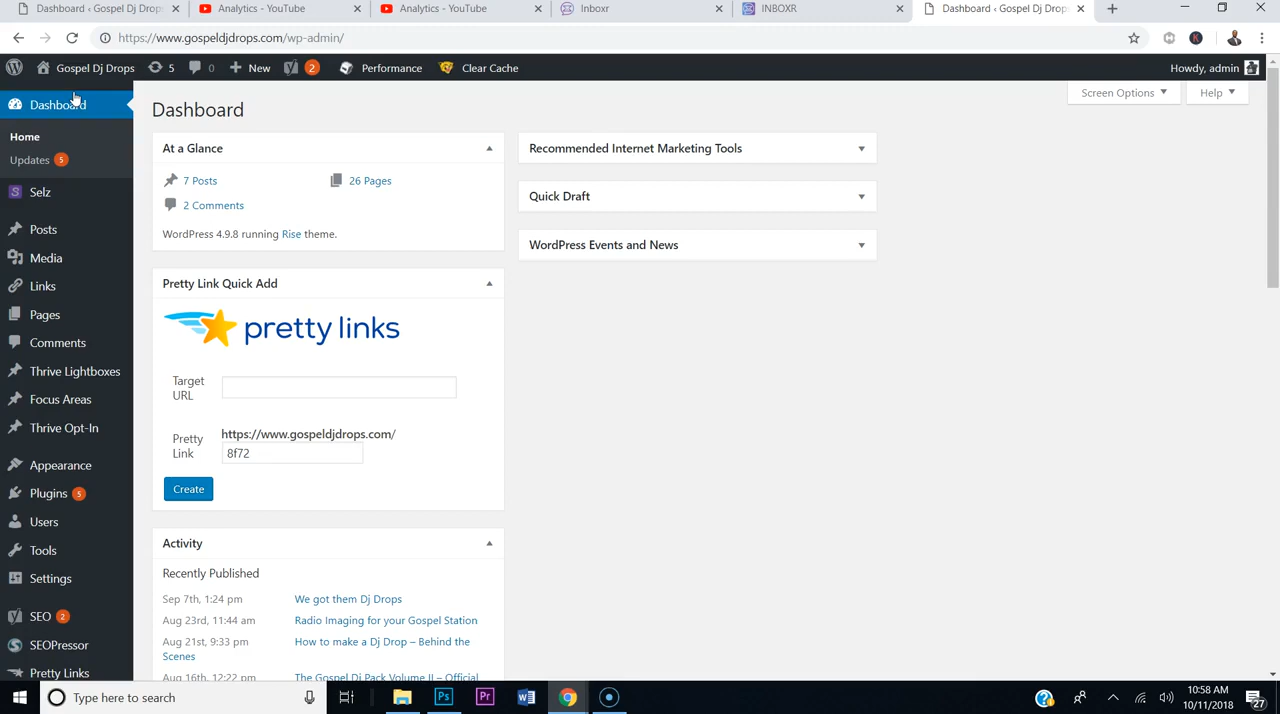 Dashboard ‹ Gospel Dj Drops
Analytics - YouTube
Analytics - YouTube
Inboxr
INBOXR
Dashboard ‹ Gospel Dj Drops
https://www.gospeldjdrops.com/wp-admin/
Gospel Dj Drops
5
0
New
2
Performance
Clear Cache
Howdy, admin
Dashboard
Home
Updates 5
Selz
Posts
Media
Links
Pages
Comments
Thrive Lightboxes
Focus Areas
Thrive Opt-In
Appearance
Plugins 5
Users
Tools
Settings
SEO 2
SEOPressor
Pretty Links
Screen Options
Help
Dashboard
At a Glance
7 Posts
26 Pages
2 Comments
WordPress 4.9.8 running Rise theme.
Pretty Link Quick Add
pretty links
Target
URL
https://www.gospeldjdrops.com/
Pretty
Link
8f72
Create
Activity
Recently Published
Sep 7th, 1:24 pm We got them Dj Drops
Aug 23rd, 11:44 am Radio Imaging for your Gospel Station
Aug 21st, 9:33 pm How to make a Dj Drop – Behind the
Scenes
Aug 16th, 12:22 pm The Gospel Dj Pack Volume II – Official
Recommended Internet Marketing Tools
Quick Draft
WordPress Events and News
Type here to search
Ps
Pr
10:58 AM
10/11/2018
27